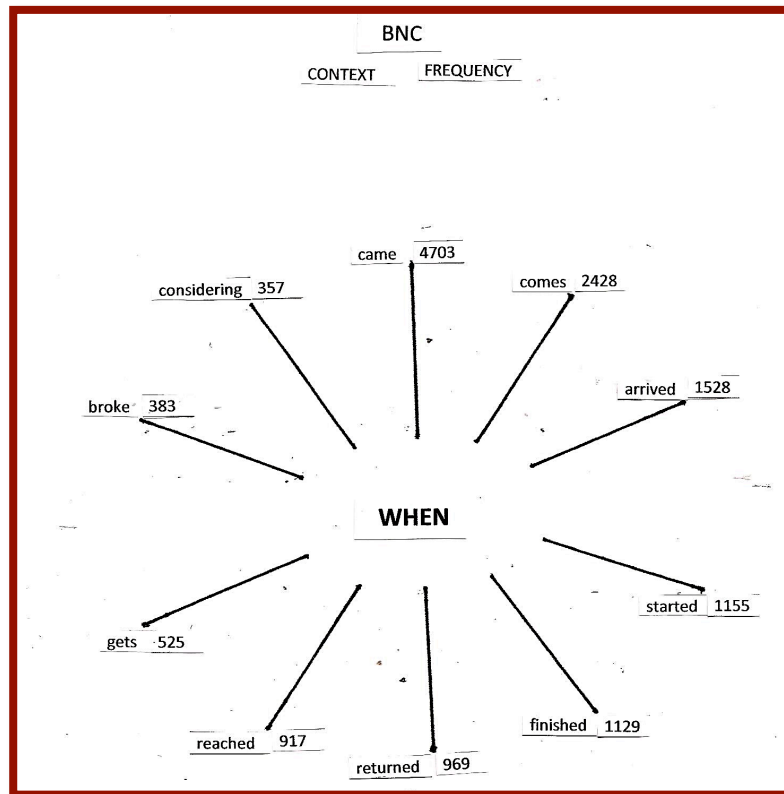 BNC
CONTEXT FREQUENCY
came 4703
considering 357
comes 2428
broke 383
arrived 1528
WHEN
started 1155
gets 525
finished 1129
reached 917
returned 969